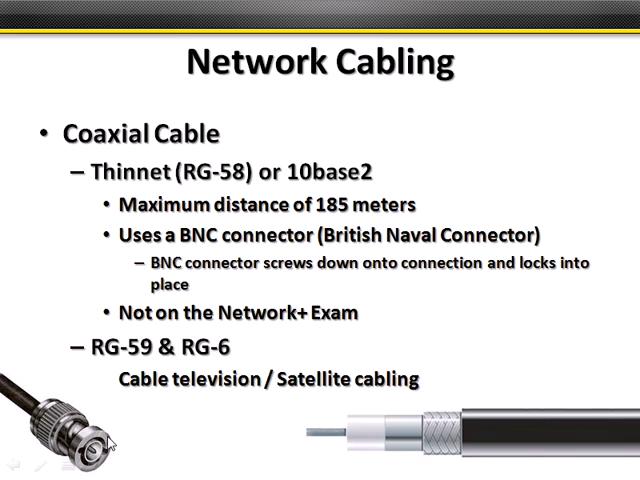 Network Cabling
• Coaxial Cable
– Thinnet (RG-58) or 10base2
• Maximum distance of 185 meters
• Uses a BNC connector (British Naval Connector)
– BNC connector screws down onto connection and locks into
place
• Not on the Network+ Exam
– RG-59 & RG-6
Cable television / Satellite cabling